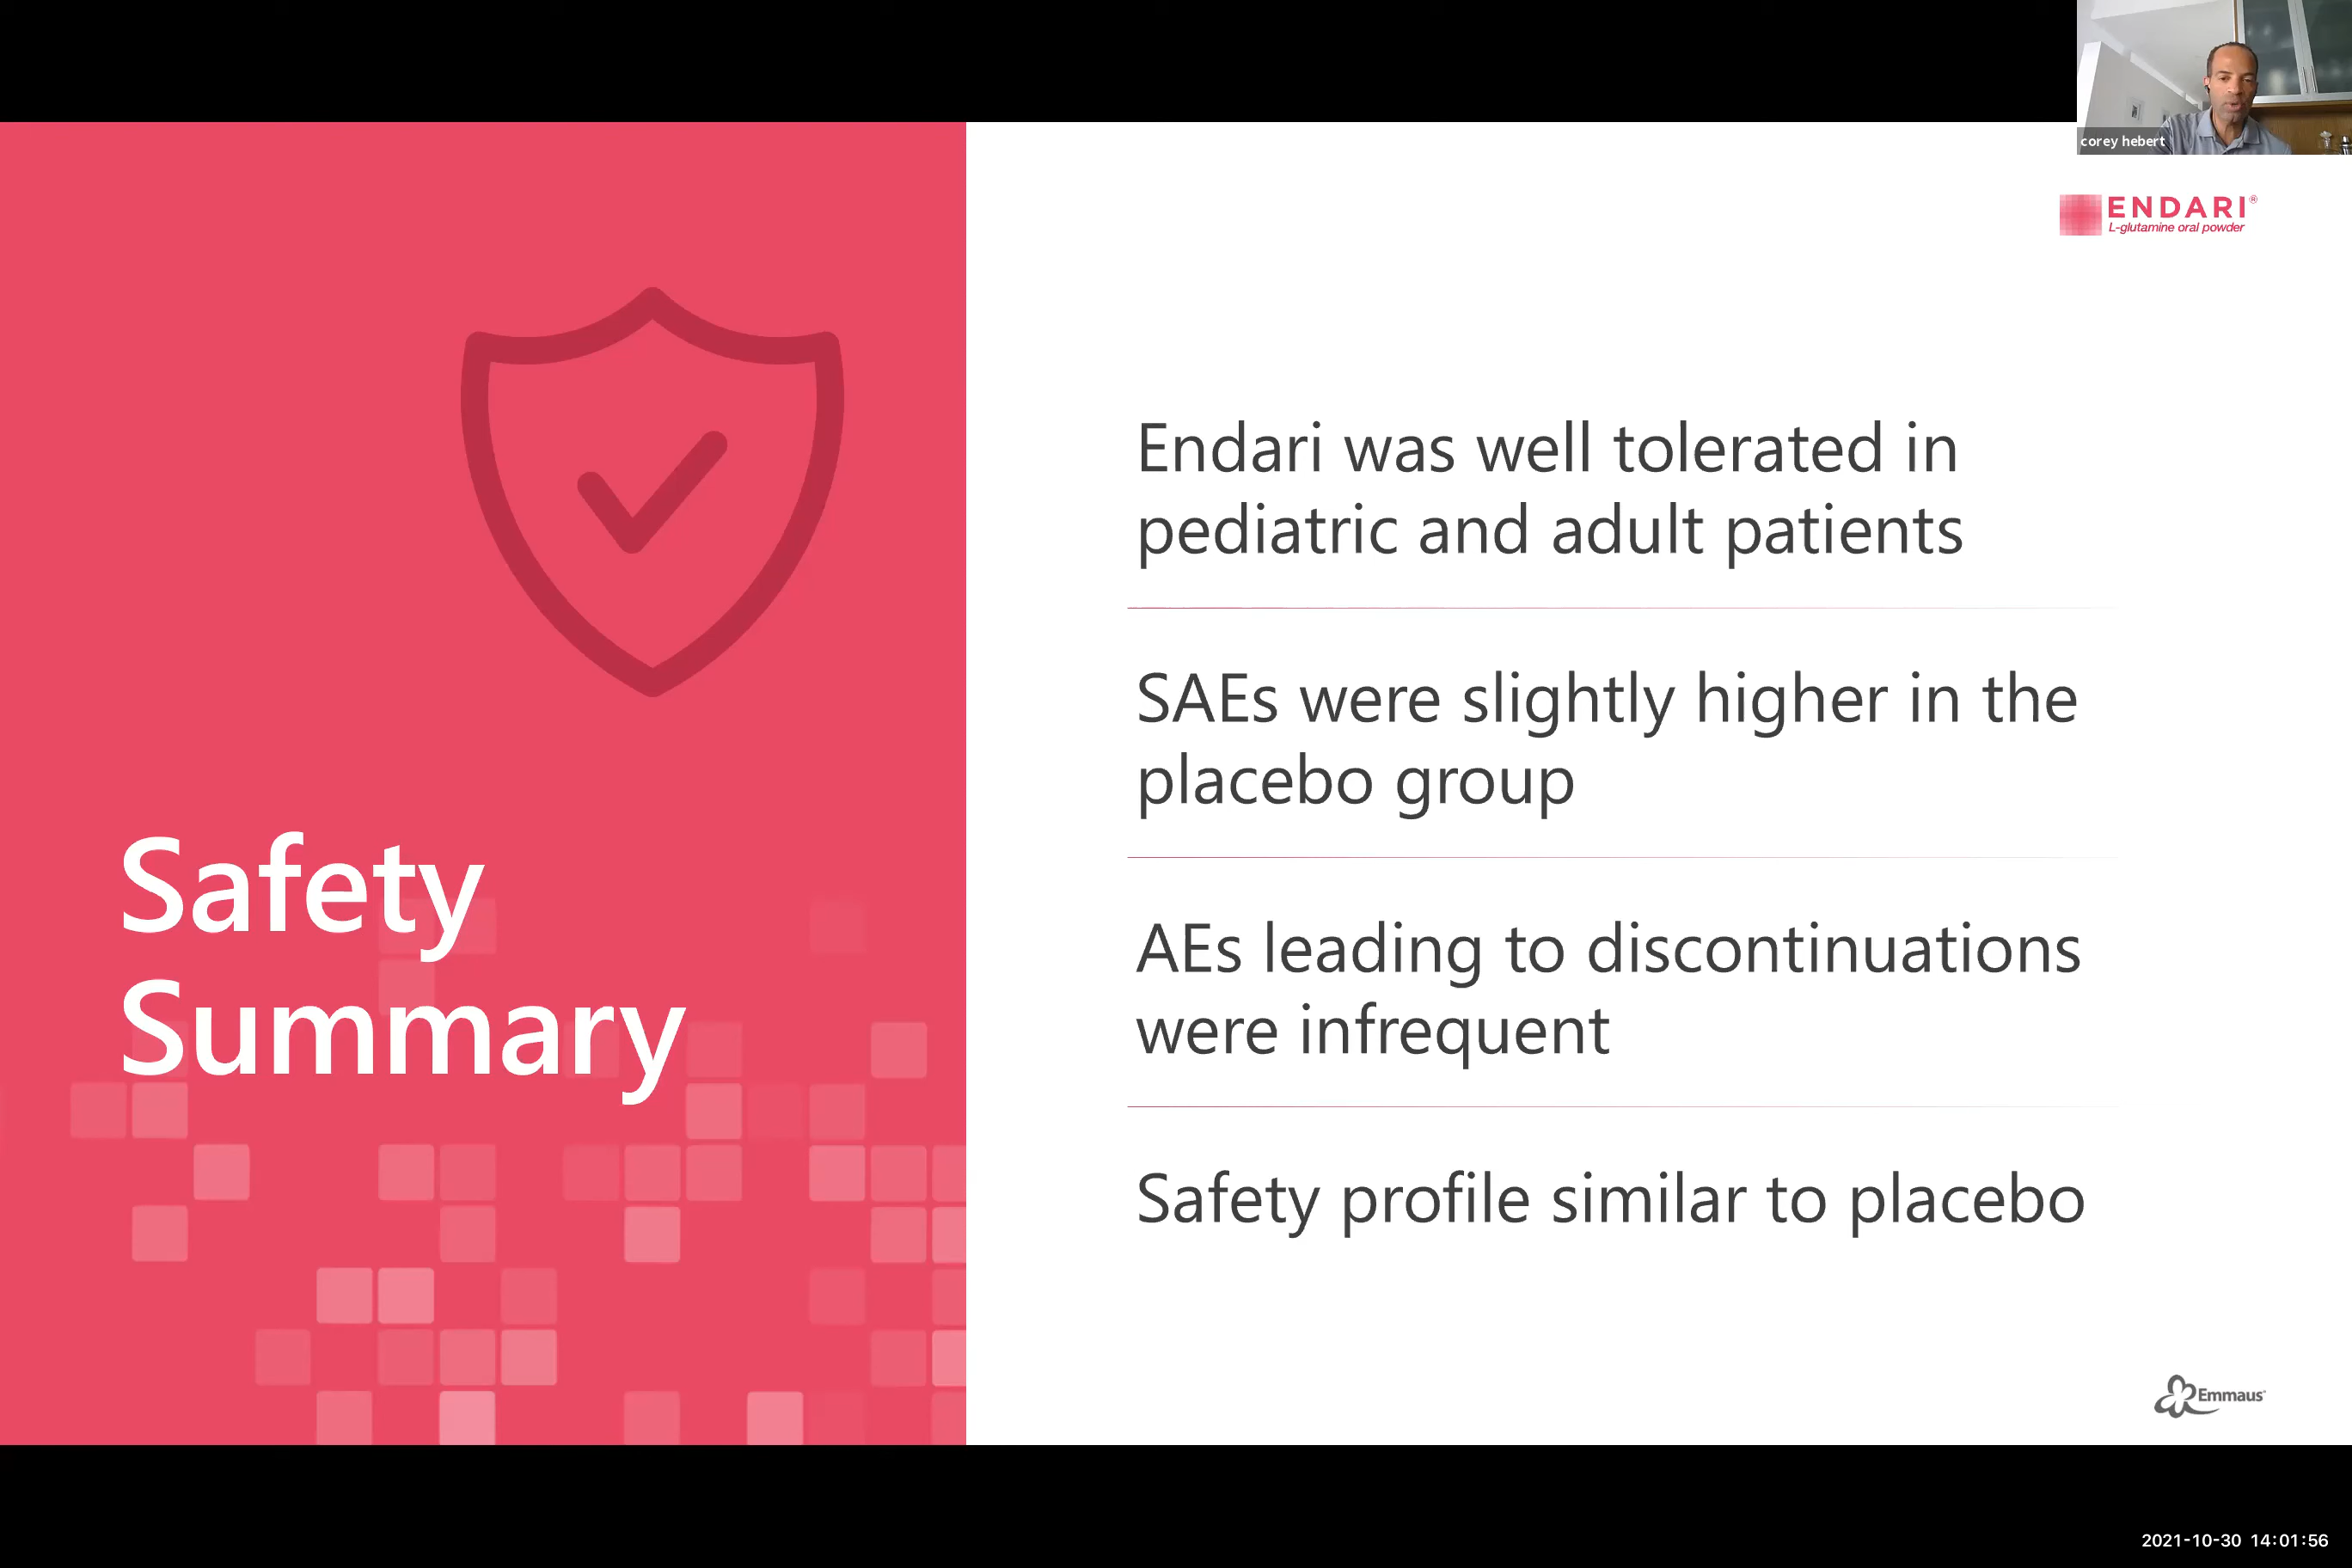 corey hebert
ENDARI®
L-glutamine oral powder
Safety
Summary
Endari was well tolerated in
pediatric and adult patients
SAEs were slightly higher in the
placebo group
AEs leading to discontinuations
were infrequent
Safety profile similar to placebo
Emmaus
2021-10-30 14:01:56